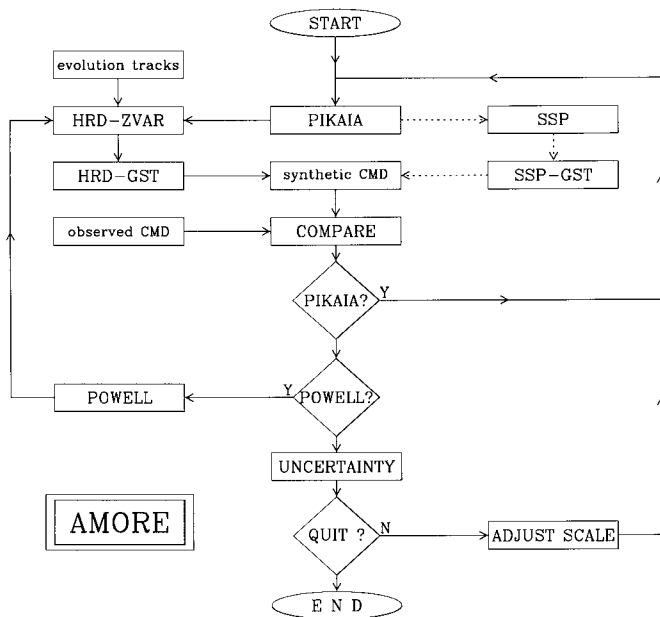 START
evolution tracks
HRD-ZVAR
PIKAIA
SSP
HRD-GST
synthetic CMD
SSP-GST
observed CMD
COMPARE
PIKAIA?
Y
POWELL
Y
POWELL?
UNCERTAINTY
AMORE
QUIT ?
N
ADJUST SCALE
E N D